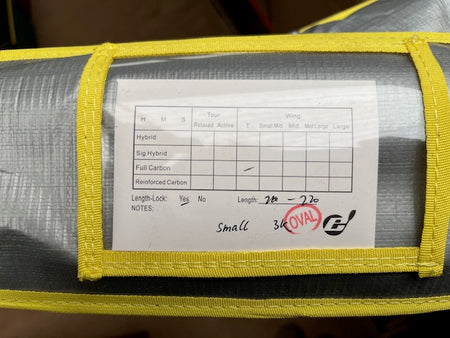 Tour Wing
H M S Relaxed Active T Small Mid Mid Mid Large Large
Hybrid
Sig Hybrid
Full Carbon –
Reinforced Carbon
Length-Lock: Yes No Length: 210 – 220
NOTES:
small 3K OVAL